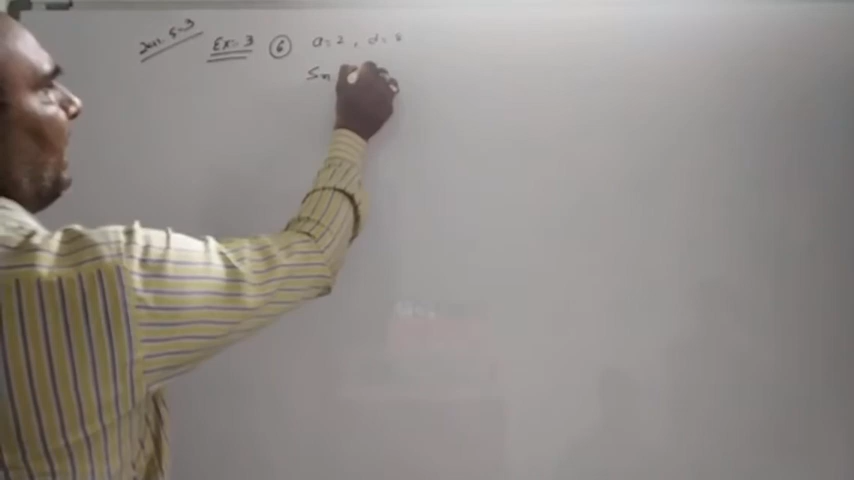 Ex-3 ⑥ a=2, d=8
Sn